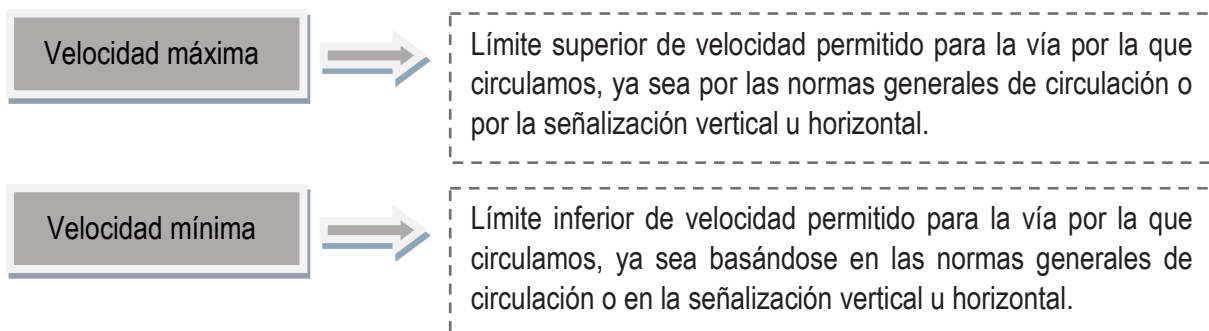 Velocidad máxima
Límite superior de velocidad permitido para la vía por la que
circulamos, ya sea por las normas generales de circulación o
por la señalización vertical u horizontal.
Velocidad mínima
Límite inferior de velocidad permitido para la vía por la que
circulamos, ya sea basándose en las normas generales de
circulación o en la señalización vertical u horizontal.